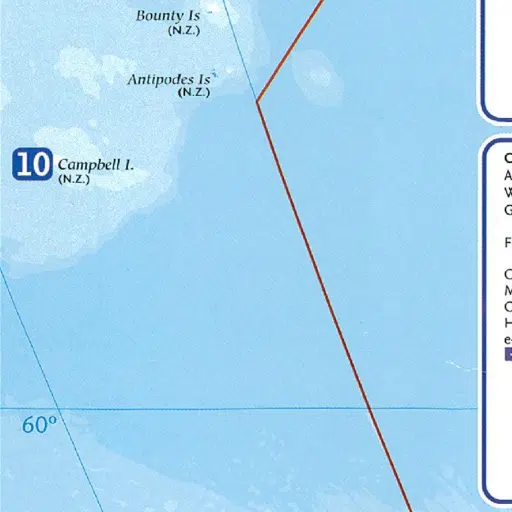 Bounty Is
(N.Z.)
Antipodes Is
(N.Z.)
10
Campbell I.
(N.Z.)
60°
C
A
W
G
F
C
M
C
H
e-